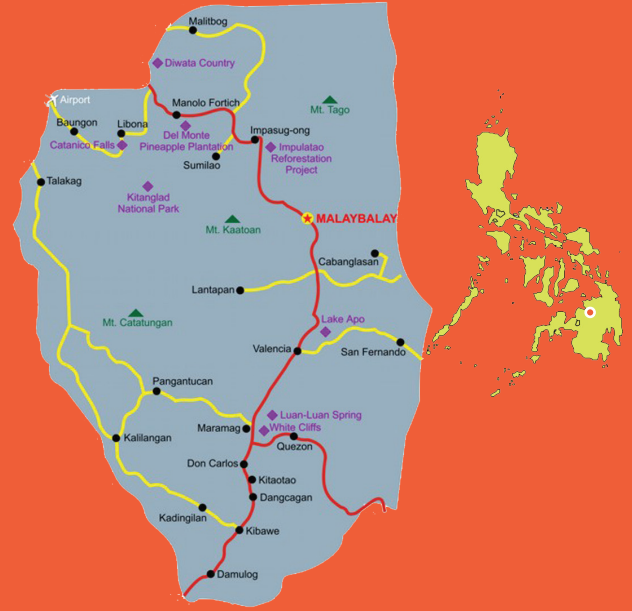 Malitbog
Diwata Country
Airport
Manolo Fortich
Mt. Tago
Baungon
Libona
Impasug-ong
Catanico Falls
Del Monte
Pineapple Plantation
Impulatao
Reforestation
Project
Sumilao
Talakag
Kitanglad
National Park
MALAYBALAY
Mt. Kaatoan
Cabanglasan
Lantapan
Lake Apo
Mt. Catatungan
Valencia
San Fernando
Pangantucan
Luan-Luan Spring
Maramag
White Cliffs
Kalilangan
Quezon
Don Carlos
Kitaotao
Dangcagan
Kadingilan
Kibawe
Damulog